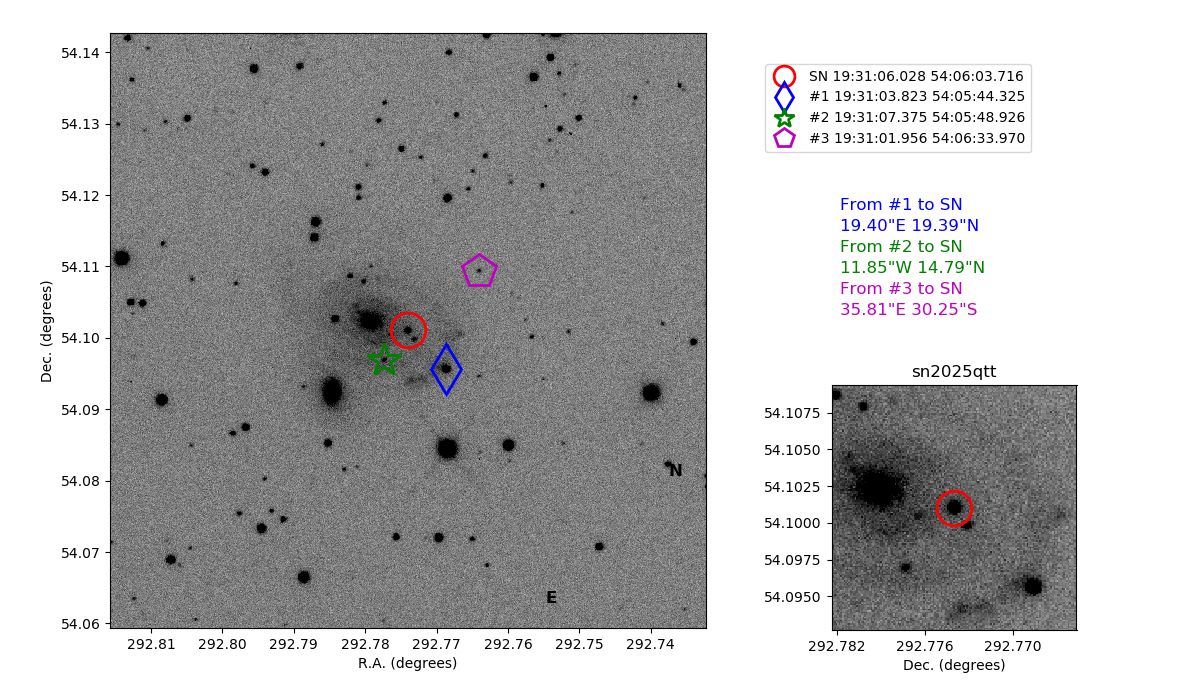 54.14
54.13
54.12
54.11
54.10
54.09
54.08
54.07
54.06
292.81 292.80 292.79 292.78 292.77 292.76 292.75 292.74
R.A. (degrees)
Dec. (degrees)
N
E
SN 19:31:06.028 54:06:03.716
#1 19:31:03.823 54:05:44.325
#2 19:31:07.375 54:05:48.926
#3 19:31:01.956 54:06:33.970
From #1 to SN
19.40"E 19.39"N
From #2 to SN
11.85"W 14.79"N
From #3 to SN
35.81"E 30.25"S
sn2025qtt
54.1075
54.1050
54.1025
54.1000
54.0975
54.0950
292.782 292.776 292.770
Dec. (degrees)